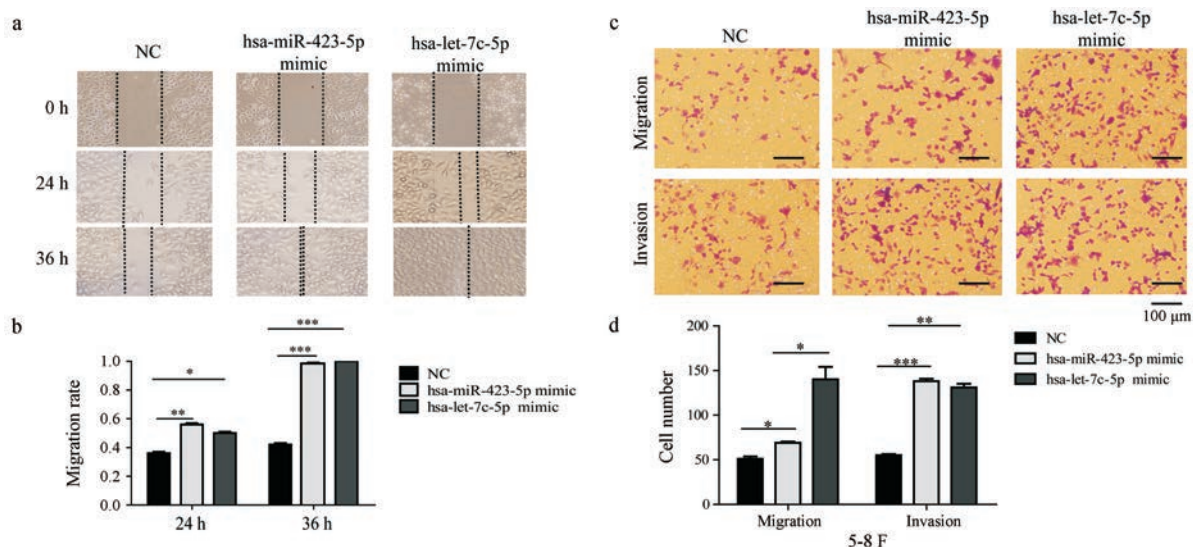 a
NC
hsa-miR-423-5p
mimic
hsa-let-7c-5p
mimic
0 h
24 h
36 h
b
***
***
*
**
Migration rate
1.0
0.8
0.6
0.4
0.2
0.0
24 h
36 h
NC
hsa-miR-423-5p mimic
hsa-let-7c-5p mimic
c
NC
hsa-miR-423-5p
mimic
hsa-let-7c-5p
mimic
Migration
Invasion
100 μm
d
**
*
***
*
Cell number
200
150
100
50
0
Migration
Invasion
5-8 F
NC
hsa-miR-423-5p mimic
hsa-let-7c-5p mimic